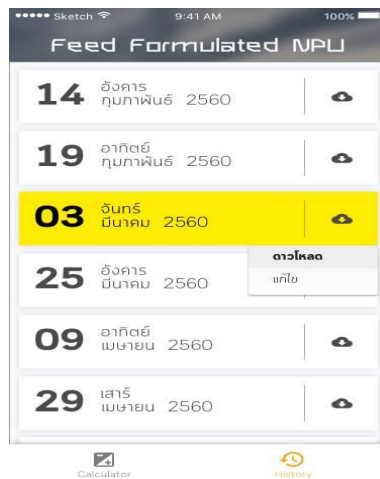 Sketch 9:41 AM 100%
Feed Formulated NPU
14 อังคาร
กุมภาพันธ์ 2560
19 อาทิตย์
กุมภาพันธ์ 2560
03 จันทร์
มีนาคม 2560
ดาวโหลด
แก้ไข
25 อังคาร
มีนาคม 2560
09 อาทิตย์
เมษายน 2560
29 เสาร์
เมษายน 2560
Calculator History